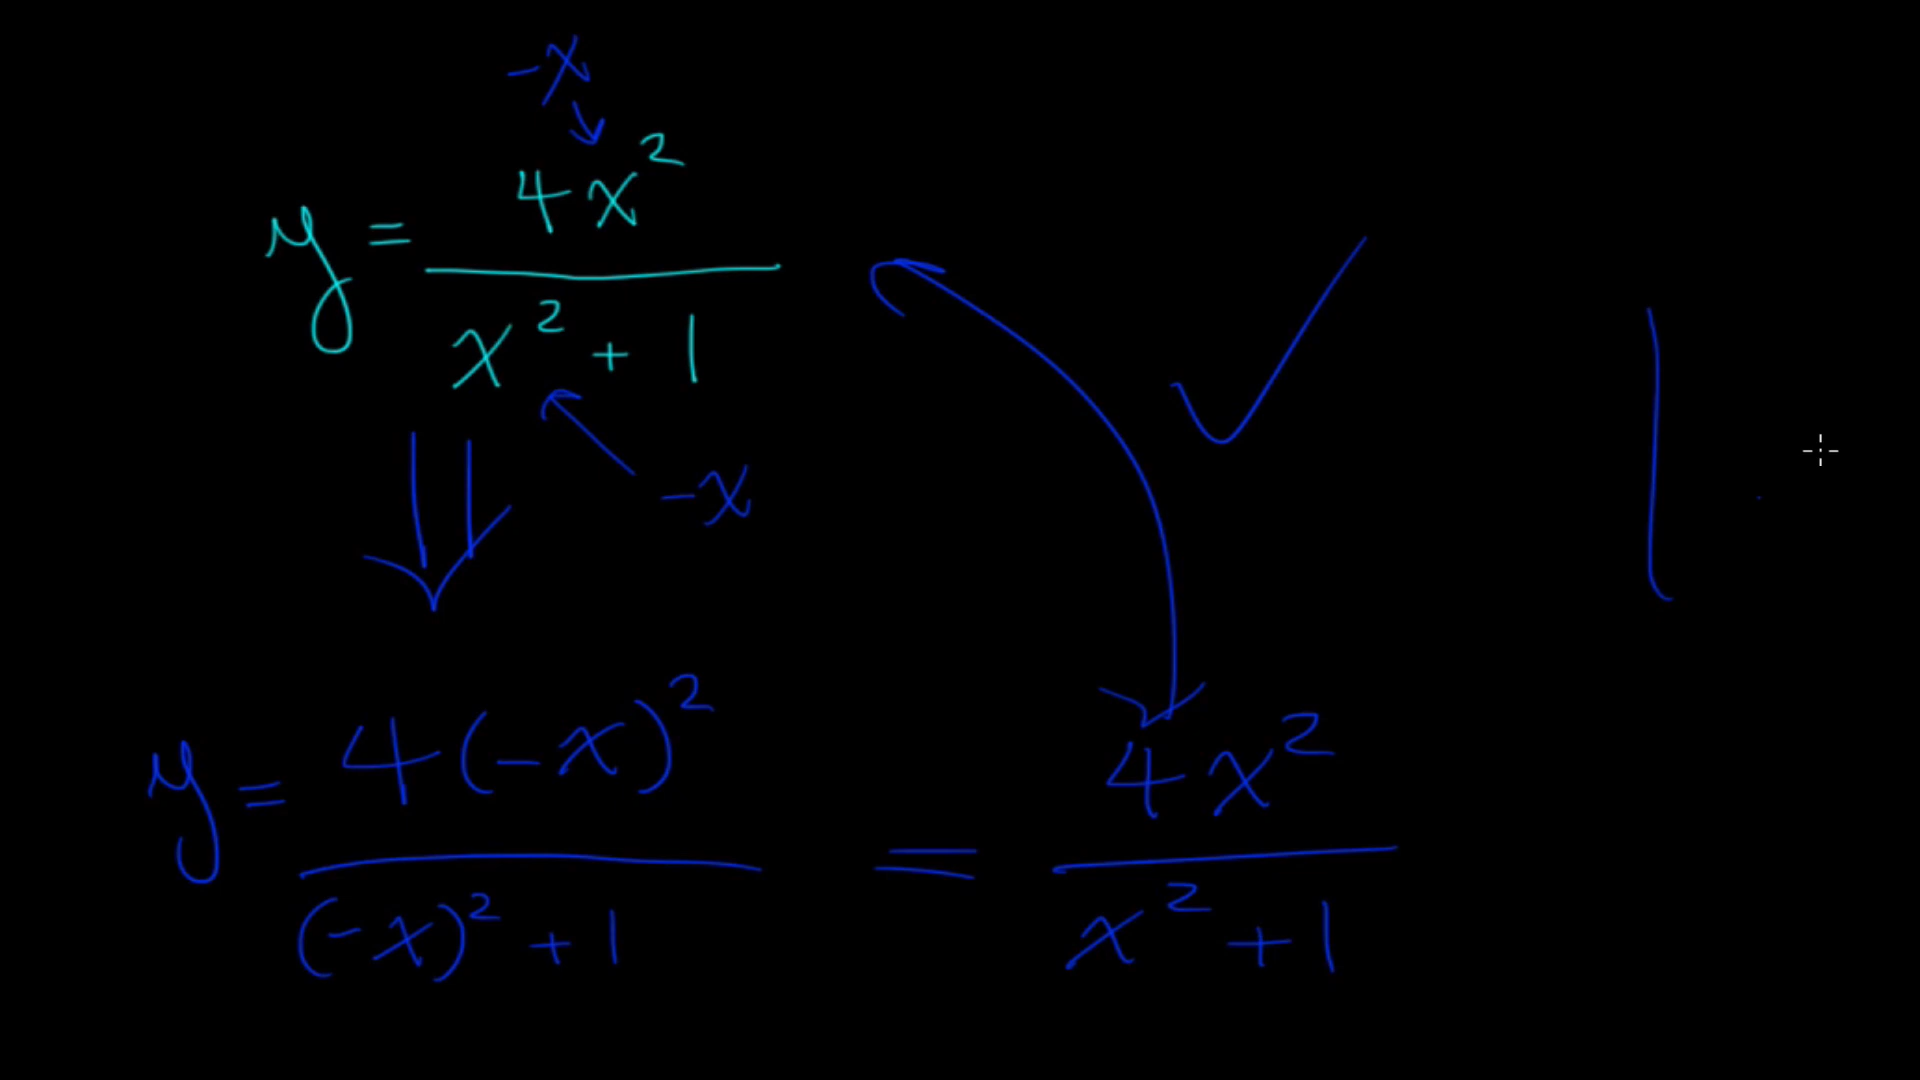 -x
y = 4x² / x² + 1
-x
y = 4(-x)² / (-x)² + 1 = 4x² / x² + 1